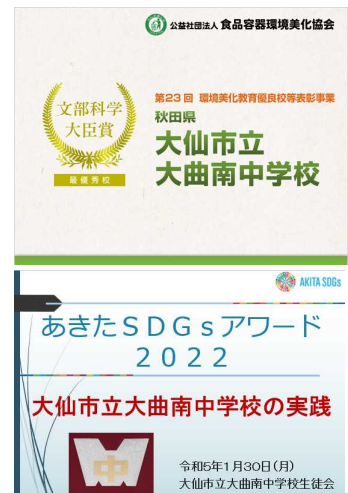 公益社団法人 食品容器環境美化協会
第23回 環境美化教育優良校等表彰事業
文部科学
大臣賞
最優秀校
秋田県
大仙市立
大曲南中学校
AKITA SDGs
あきたSDGsアワード
2022
大仙市立大曲南中学校の実践
中
令和5年1月30日(月)
大仙市立大曲南中学校生徒会